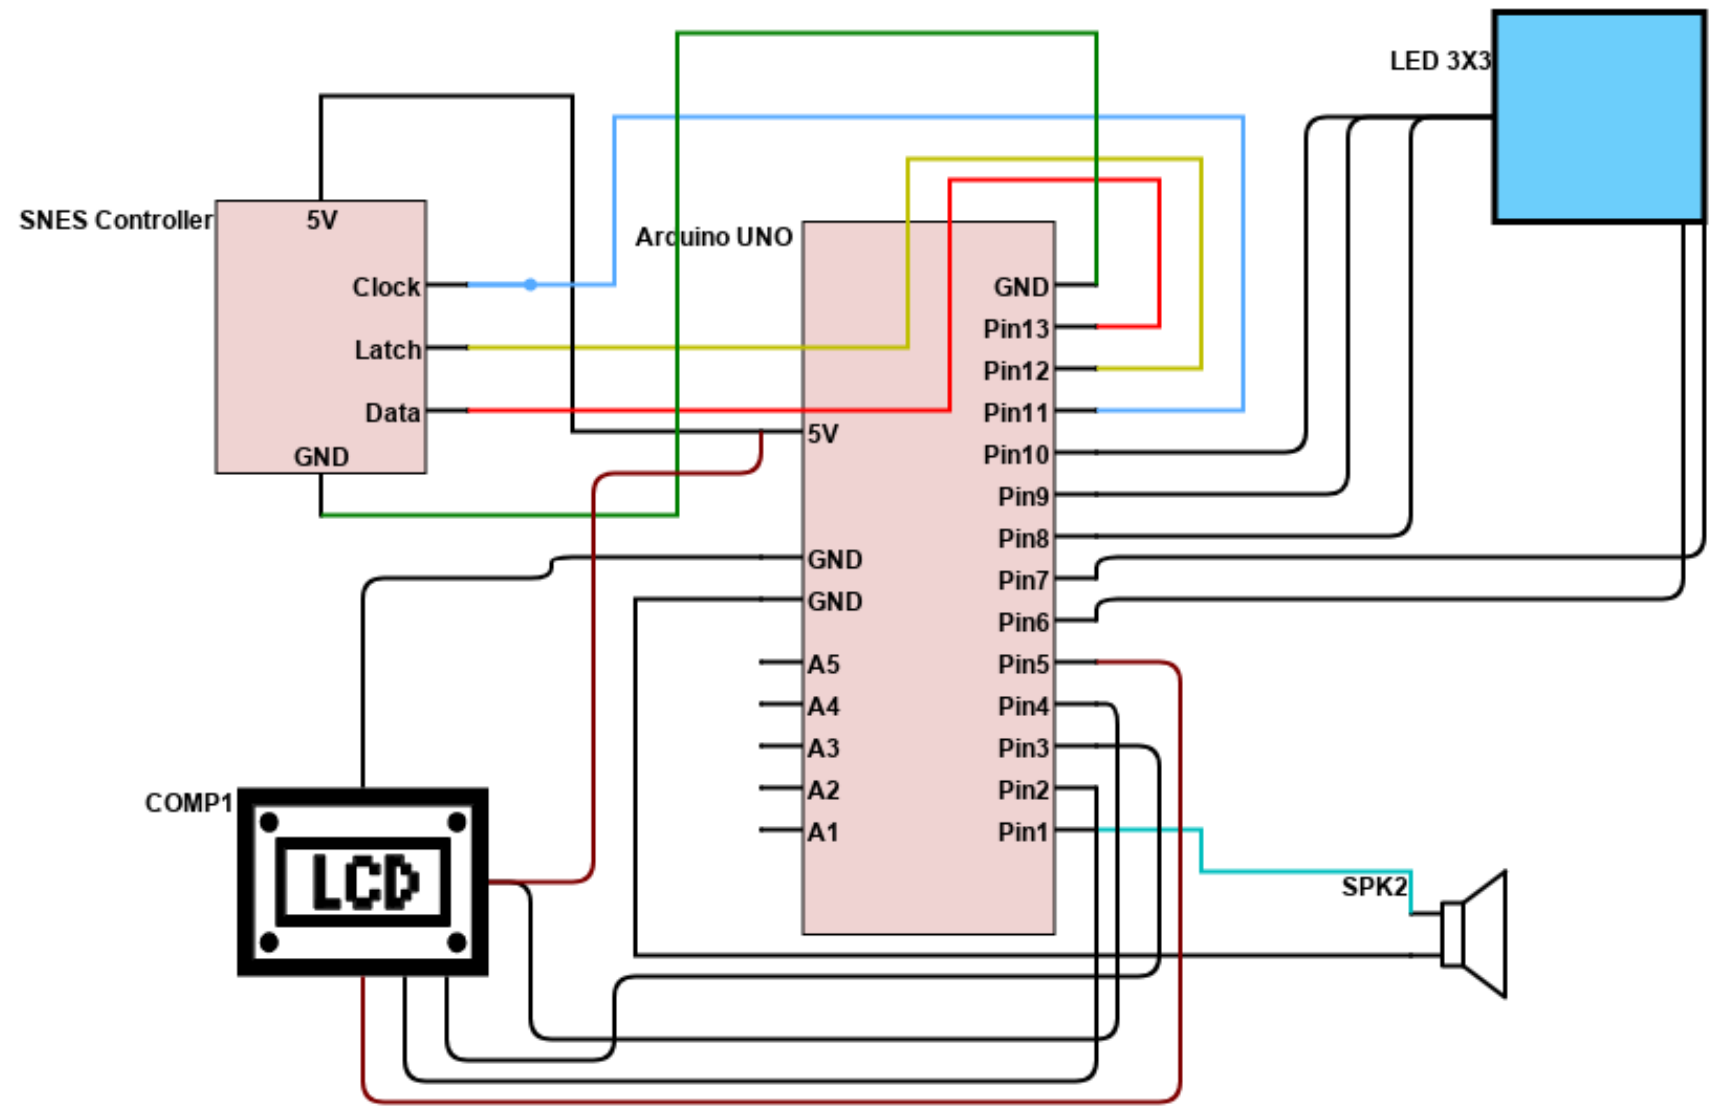 LED 3X3
SNES Controller
5V
Clock
Latch
Data
GND
Arduino UNO
GND
Pin13
Pin12
Pin11
5V
Pin10
Pin9
Pin8
GND
Pin7
GND
Pin6
A5
Pin5
A4
Pin4
A3
Pin3
A2
Pin2
A1
Pin1
COMP1
LCD
SPK2